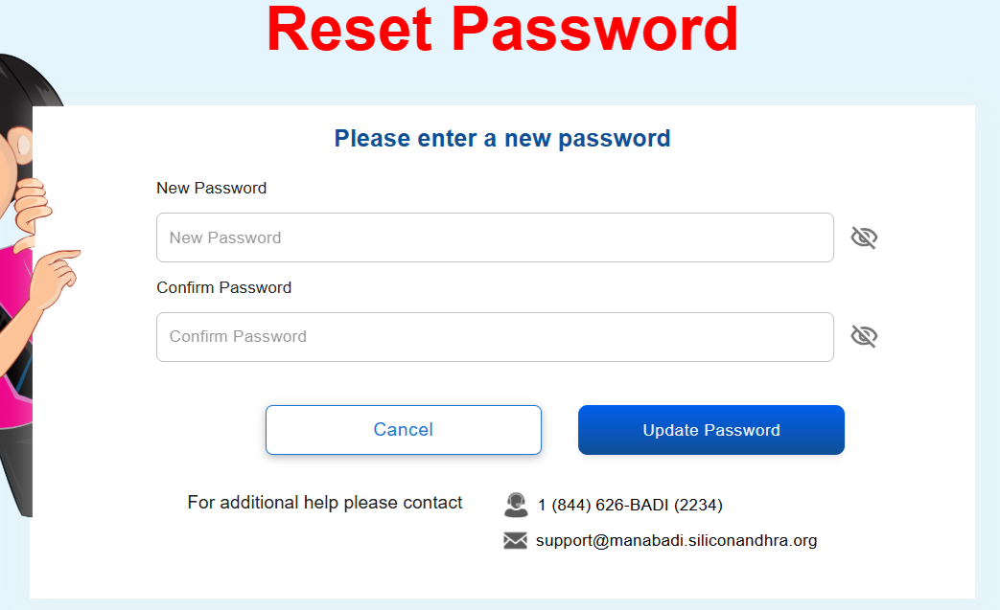 Reset Password
Please enter a new password
New Password
New Password
Confirm Password
Confirm Password
Cancel
Update Password
For additional help please contact
1 (844) 626-BADI (2234)
support@manabadi.siliconandhra.org